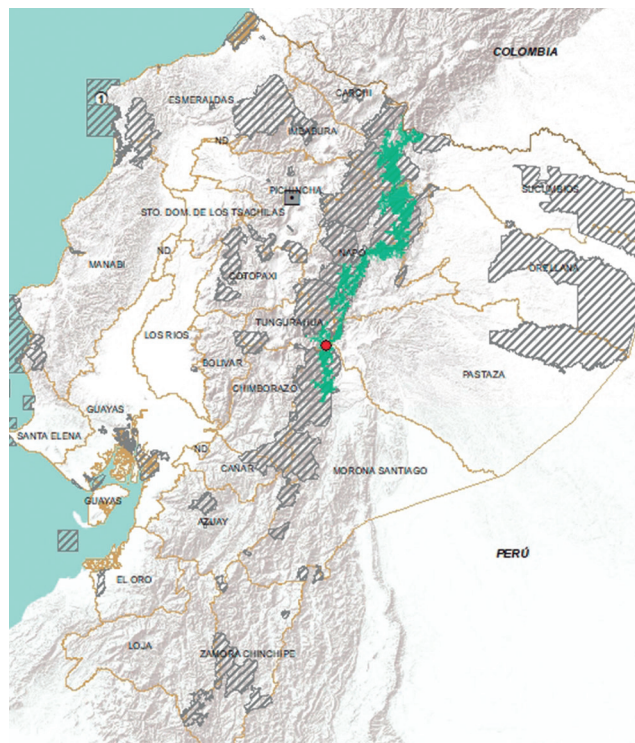 COLOMBIA
CARCHI
1
ESMERALDAS
IMBABURA
ND
PICHINCHA
SUCUMBIOS
STO. DOM. DE LOS TSACHILAS
ND
NAPO
MANABI
COTOPAXI
ORELLANA
TUNGURAHUA
LOS RIOS
BOLIVAR
PASTAZA
CHIMBORAZO
GUAYAS
SANTA ELENA
ND
CAÑAR
MORONA SANTIAGO
GUAYAS
AZUAY
PERÚ
EL ORO
LOJA
ZAMORA CHINCHIPE